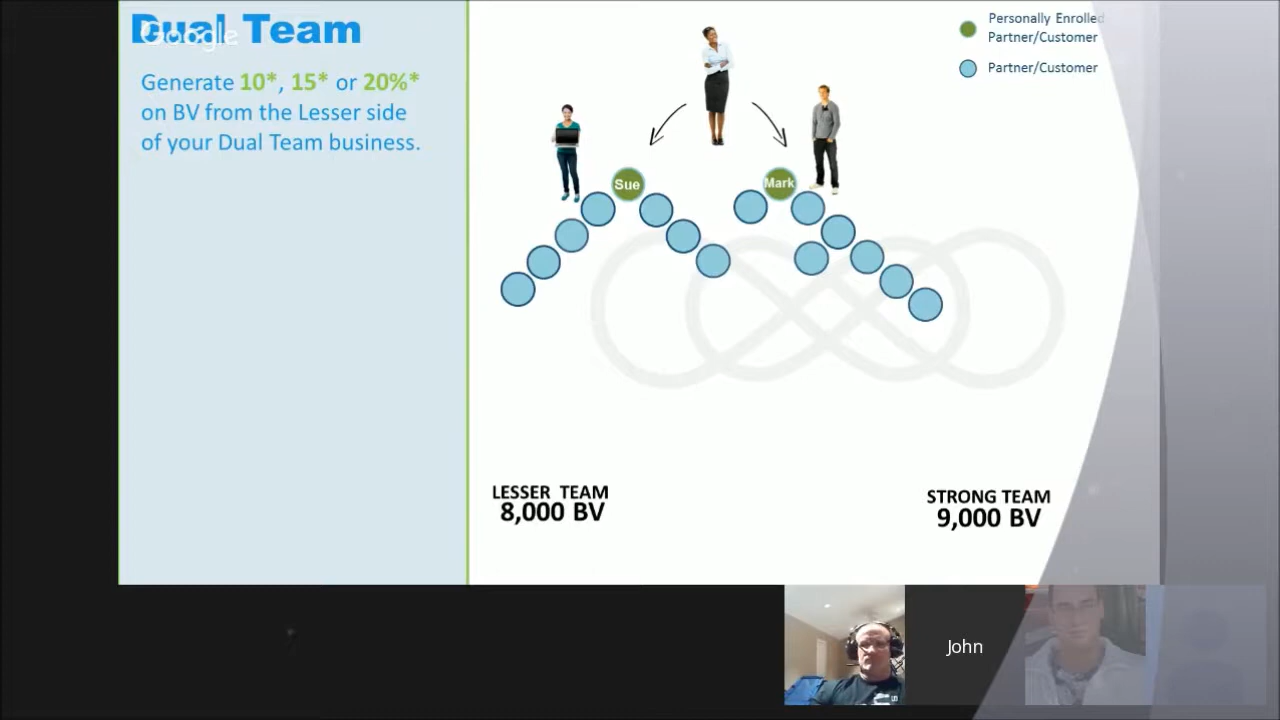 Dual Team
Google
Generate 10*, 15* or 20%*
on BV from the Lesser side
of your Dual Team business.
Personally Enrolled
Partner/Customer
Partner/Customer
Sue
Mark
LESSER TEAM
8,000 BV
STRONG TEAM
9,000 BV
John